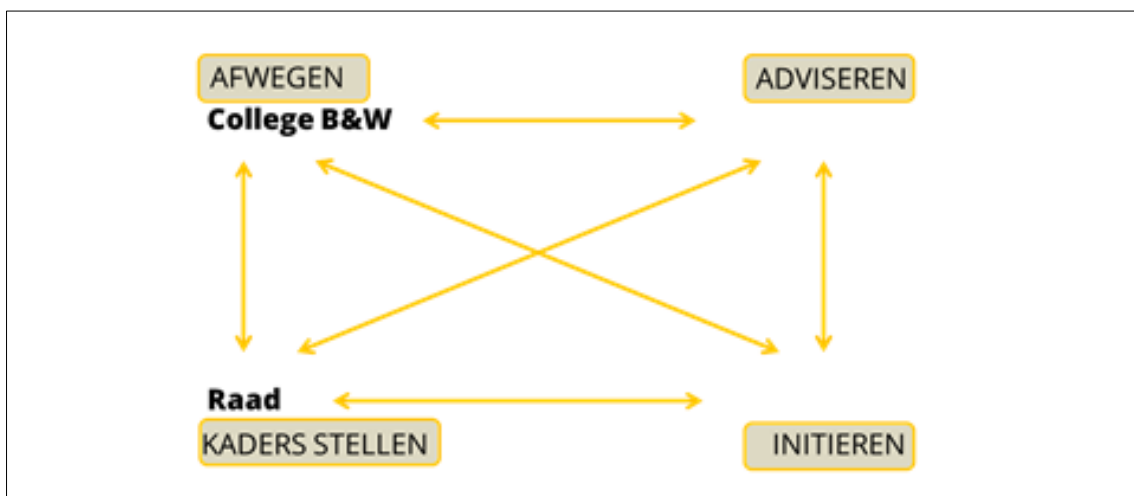 AFWEGEN
ADVISEREN
College B&W
Raad
KADERS STELLEN
INITIEREN